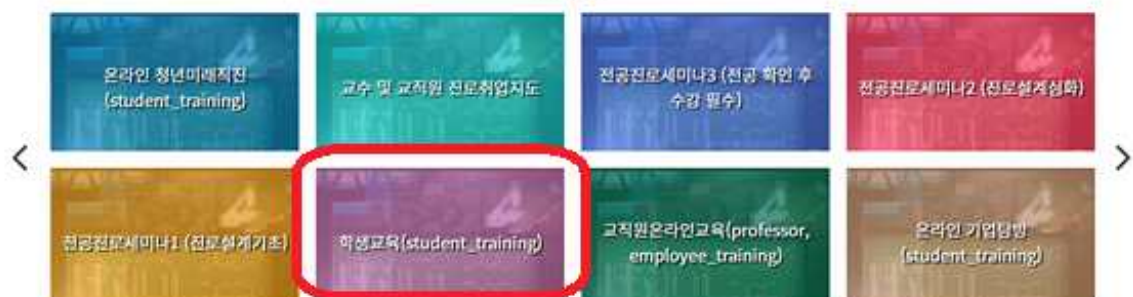 온라인 청년미래직진
(student_training)
교수 및 교직원 진로취업지도
전공진로세미나3 (전공 확인 후
수강 필수)
전공진로세미나2 (진로설계심화)
전공진로세미나1 (진로설계기초)
학생교육(student_training)
교직원온라인교육(professor,
employee_training)
온라인 기업탐방
(student_training)